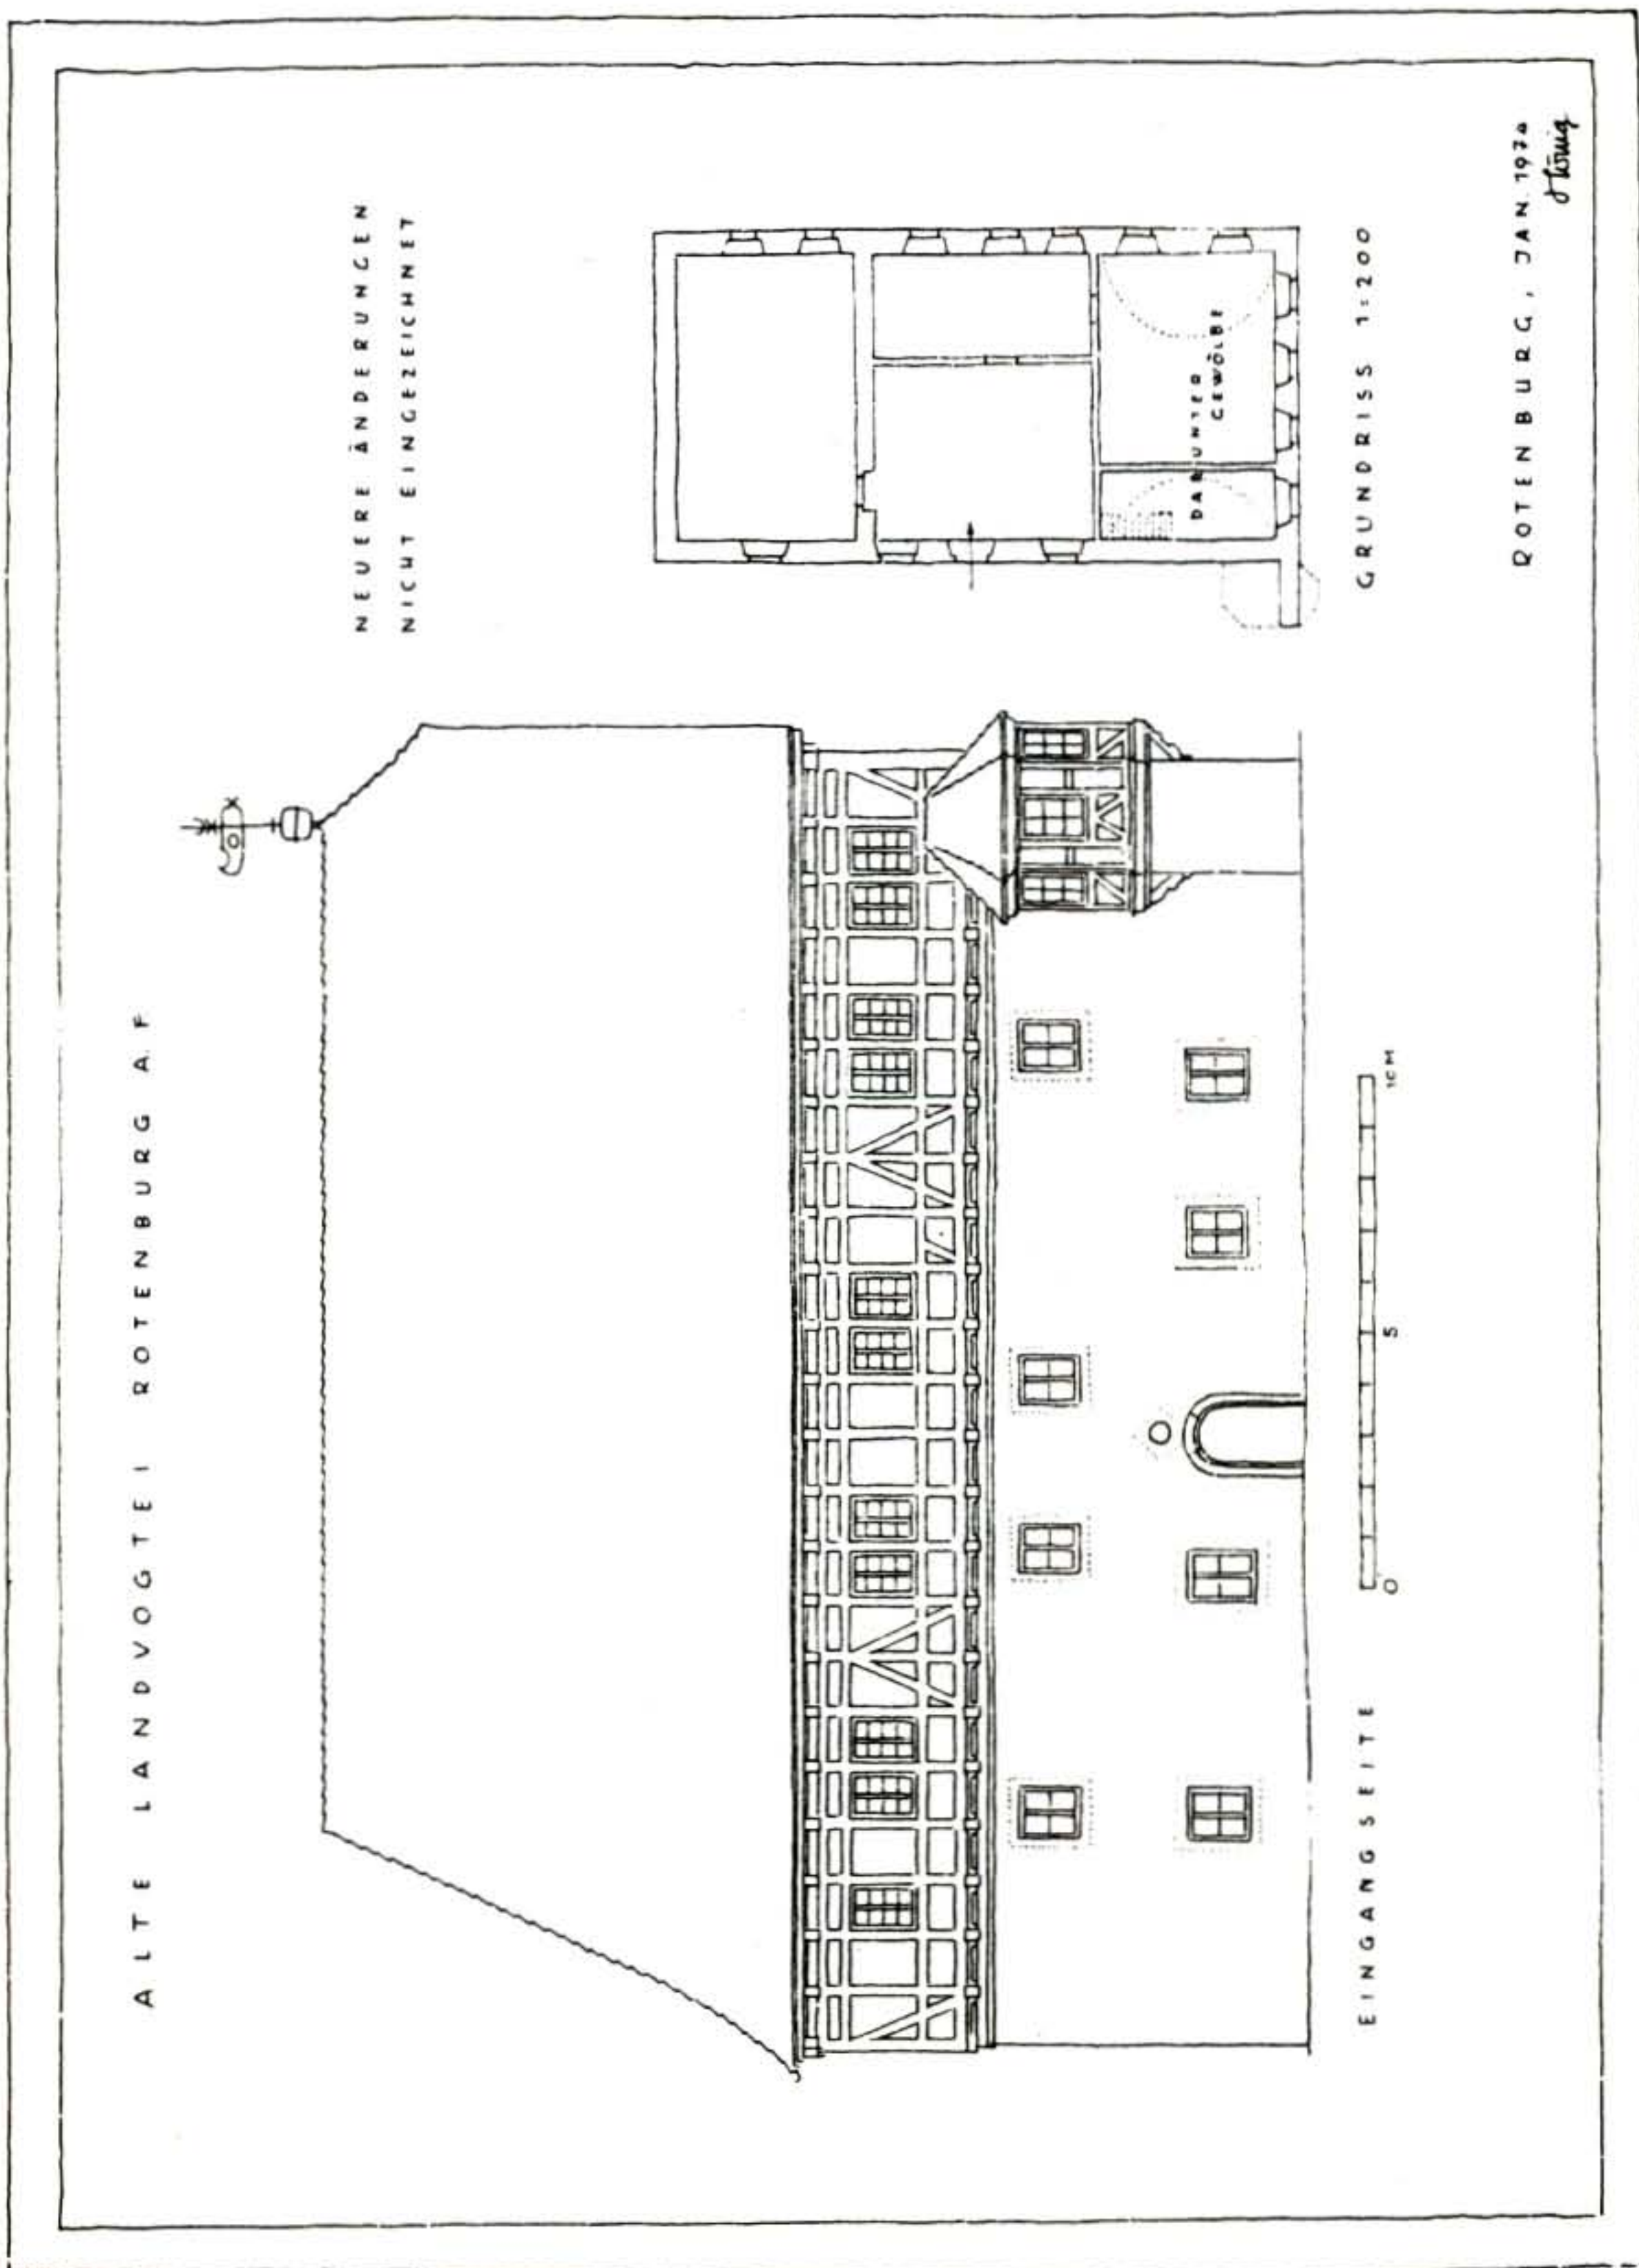 ALTE LANDVOGTEI ROTENBURG A.F
NEUERE ÄNDERUNGEN
NICHT EINGEZEICHNET
DARUNTER
GEWÖLBE
EINGANGSEITE
0 5 10M
GRUNDRISS 1:200
ROTENBURG, JAN. 1974